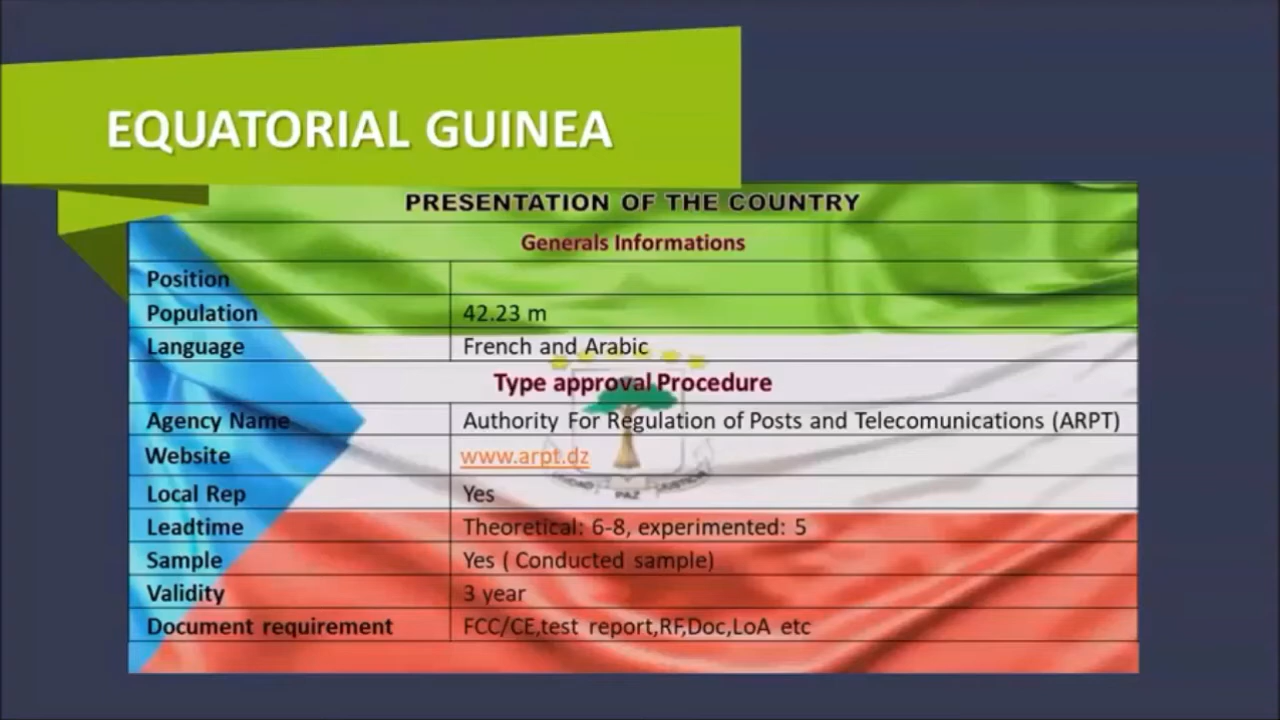 EQUATORIAL GUINEA
PRESENTATION OF THE COUNTRY
Generals Informations
Position
Population 42.23 m
Language French and Arabic
Type approval Procedure
Agency Name Authority For Regulation of Posts and Telecomunications (ARPT)
Website www.arpt.dz
Local Rep Yes
Leadtime Theoretical: 6-8, experimented: 5
Sample Yes ( Conducted sample)
Validity 3 year
Document requirement FCC/CE,test report,RF,Doc,LoA etc
PAZ JUSTICIA